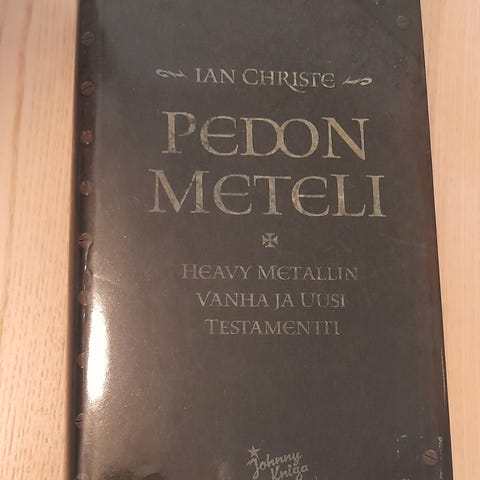 IAN CHRISTE
PEDON
METELI
HEAVY METALLIN
VANHA JA UUSI
TESTAMENTTI
Johnny
Kniga